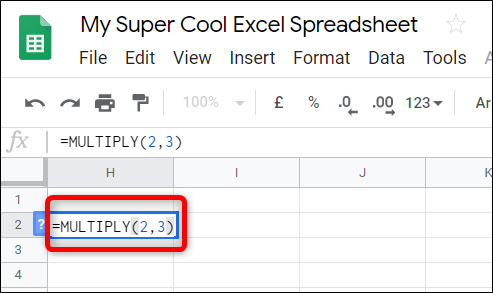 My Super Cool Excel Spreadsheet
File Edit View Insert Format Data Tools
100% £ % .0 .00 123 Ar
fx =MULTIPLY(2,3)
H I J K
1
2 ? =MULTIPLY(2,3)
3
4